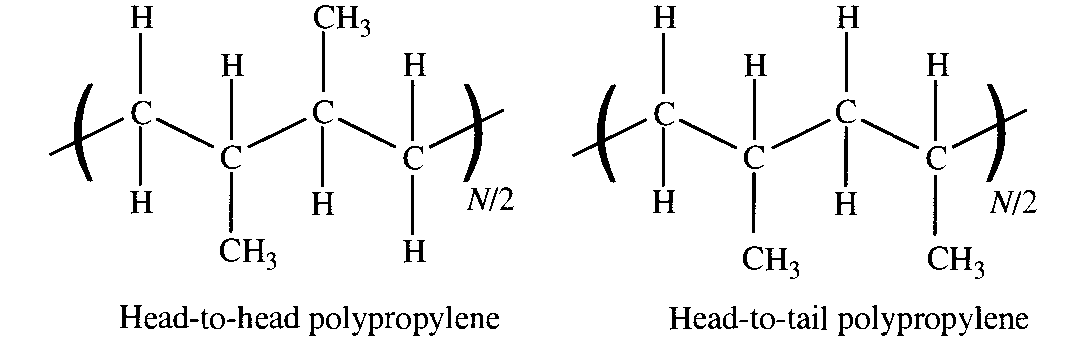 H CH₃ H H
H H H H
( C C ) ( C C )
C C C C
H H N/2 H H N/2
CH₃ H CH₃ CH₃
Head-to-head polypropylene Head-to-tail polypropylene